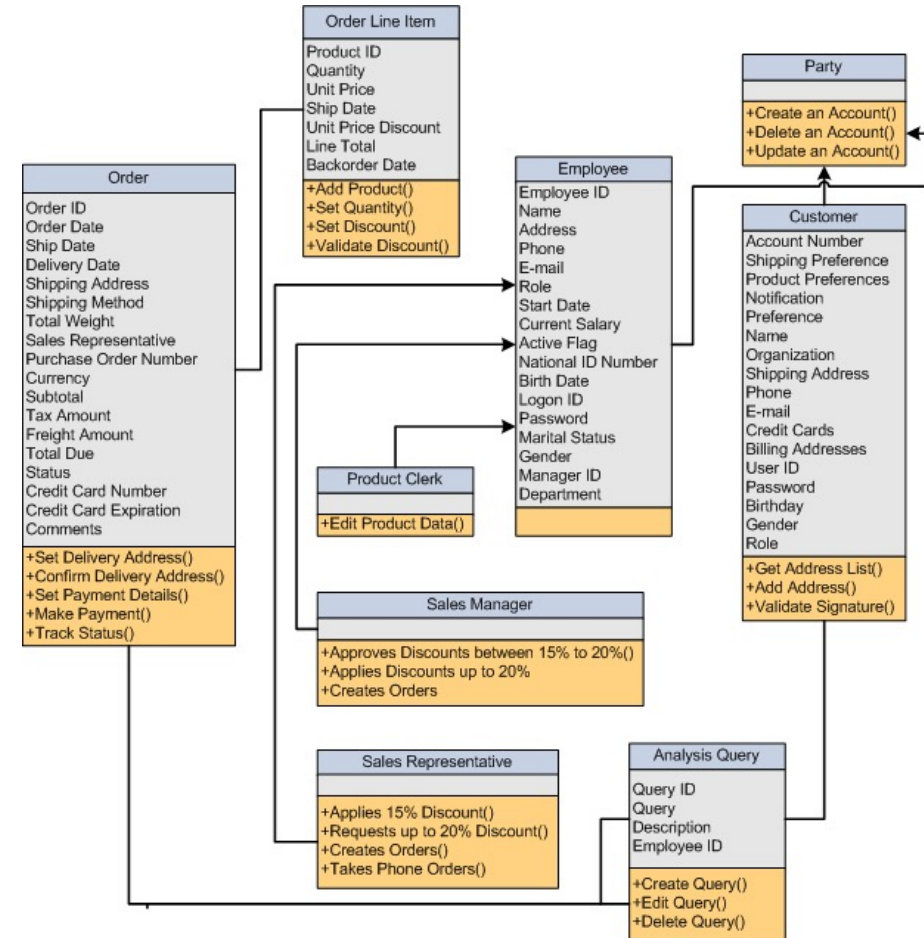 Order Line Item
Product ID
Quantity
Unit Price
Ship Date
Unit Price Discount
Line Total
Backorder Date
+Add Product()
+Set Quantity()
+Set Discount()
+Validate Discount()
Party
+Create an Account()
+Delete an Account()
+Update an Account()
Order
Order ID
Order Date
Ship Date
Delivery Date
Shipping Address
Shipping Method
Total Weight
Sales Representative
Purchase Order Number
Currency
Subtotal
Tax Amount
Freight Amount
Total Due
Status
Credit Card Number
Credit Card Expiration
Comments
+Set Delivery Address()
+Confirm Delivery Address()
+Set Payment Details()
+Make Payment()
+Track Status()
Employee
Employee ID
Name
Address
Phone
E-mail
Role
Start Date
Current Salary
Active Flag
National ID Number
Birth Date
Logon ID
Password
Marital Status
Gender
Manager ID
Department
Customer
Account Number
Shipping Preference
Product Preferences
Notification
Preference
Name
Organization
Shipping Address
Phone
E-mail
Credit Cards
Billing Addresses
User ID
Password
Birthday
Gender
Role
+Get Address List()
+Add Address()
+Validate Signature()
Product Clerk
+Edit Product Data()
Sales Manager
+Approves Discounts between 15% to 20%()
+Applies Discounts up to 20%
+Creates Orders
Sales Representative
+Applies 15% Discount()
+Requests up to 20% Discount()
+Creates Orders()
+Takes Phone Orders()
Analysis Query
Query ID
Query
Description
Employee ID
+Create Query()
+Edit Query()
+Delete Query()